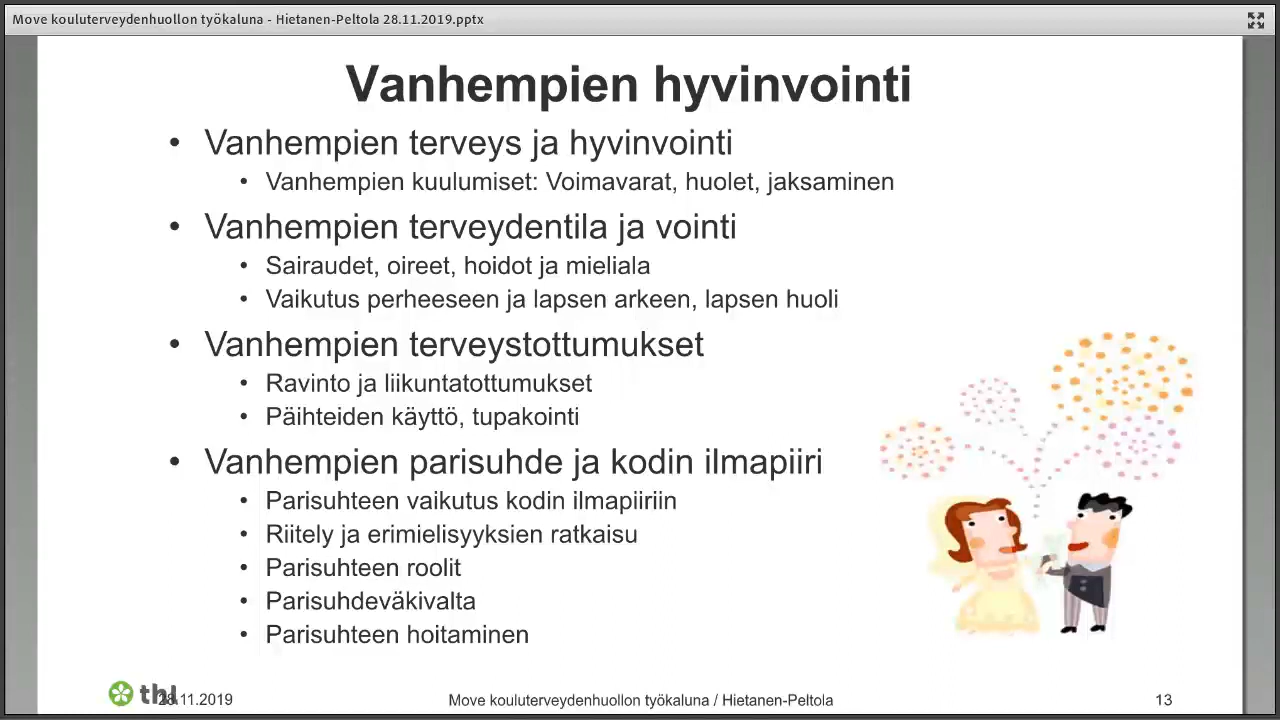 Move kouluterveydenhuollon työkaluna - Hietanen-Peltola 28.11.2019.pptx
Vanhempien hyvinvointi
• Vanhempien terveys ja hyvinvointi
• Vanhempien kuulumiset: Voimavarat, huolet, jaksaminen
• Vanhempien terveydentila ja vointi
• Sairaudet, oireet, hoidot ja mieliala
• Vaikutus perheeseen ja lapsen arkeen, lapsen huoli
• Vanhempien terveystottumukset
• Ravinto ja liikuntatottumukset
• Päihteiden käyttö, tupakointi
• Vanhempien parisuhde ja kodin ilmapiiri
• Parisuhteen vaikutus kodin ilmapiiriin
• Riitely ja erimielisyyksien ratkaisu
• Parisuhteen roolit
• Parisuhdeväkivalta
• Parisuhteen hoitaminen
thl 28.11.2019 Move kouluterveydenhuollon työkaluna / Hietanen-Peltola 13